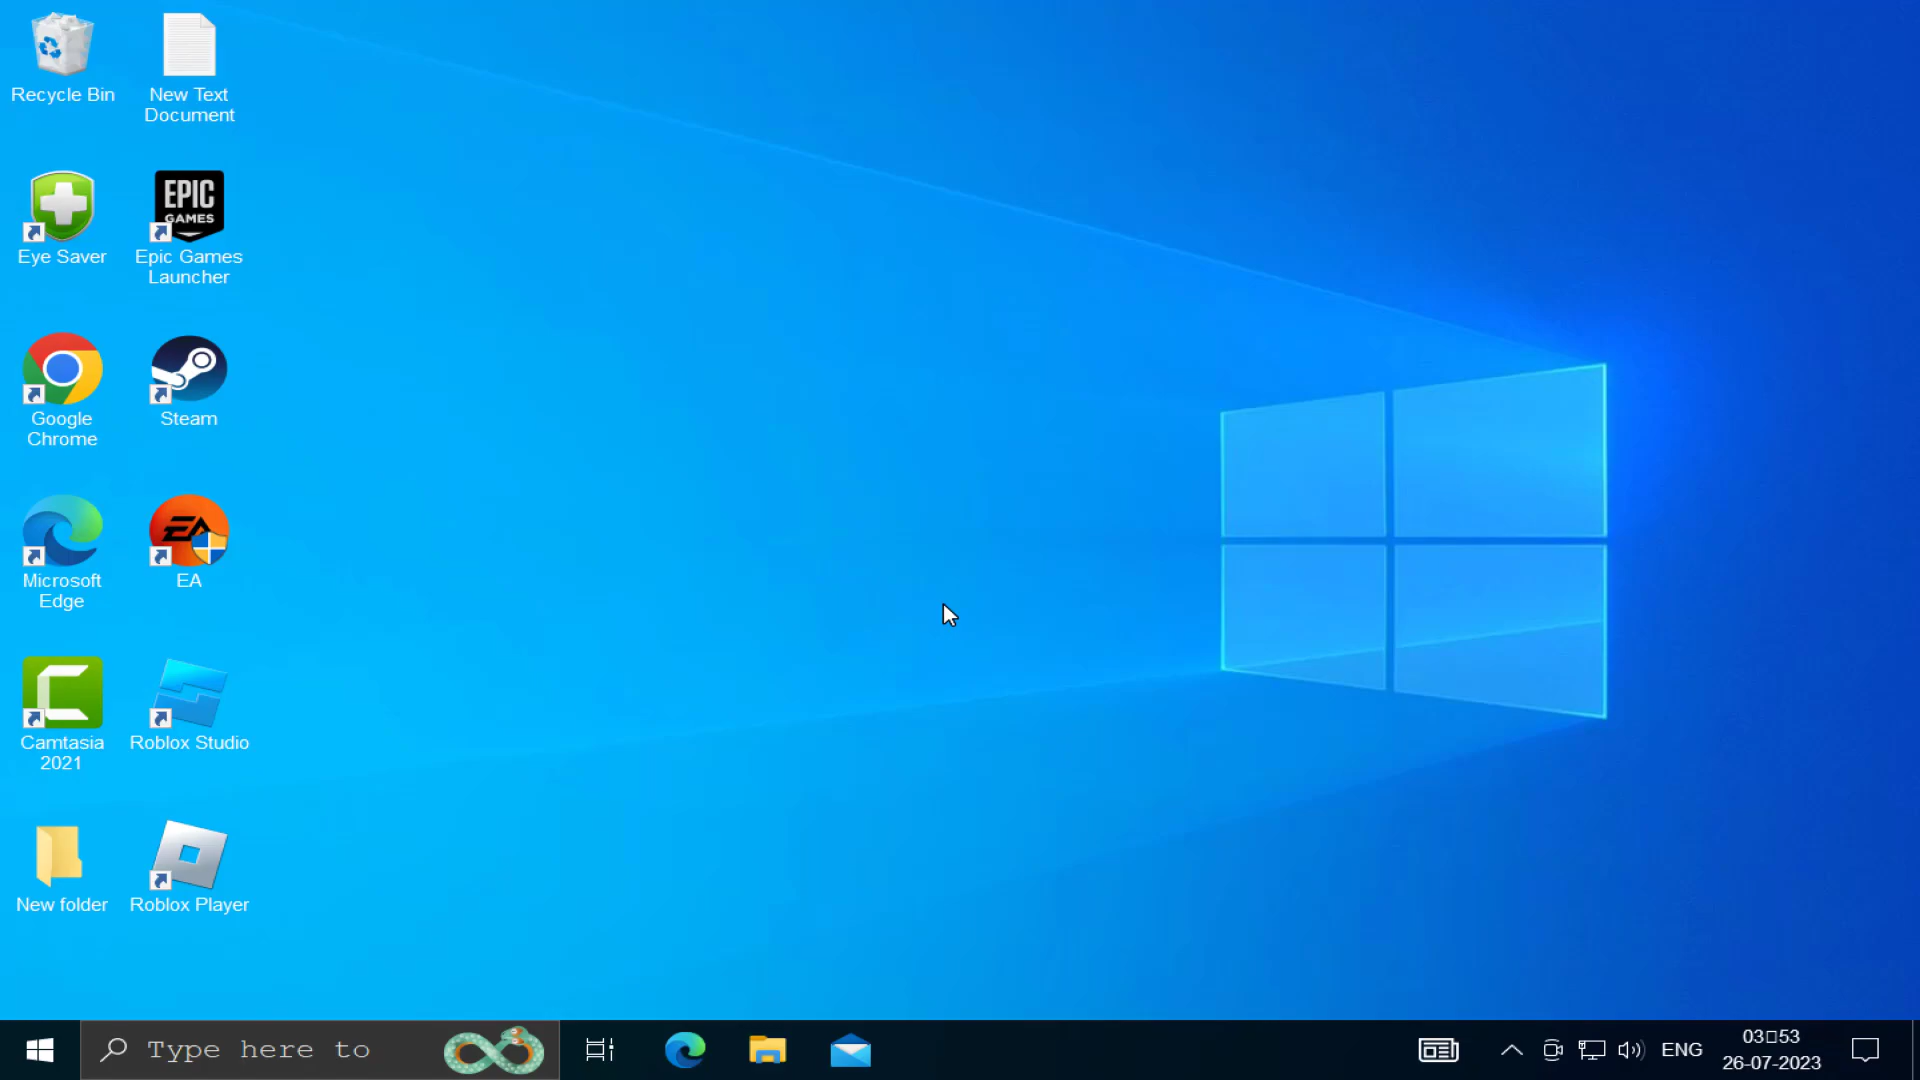 Recycle Bin
New Text
Document
Eye Saver
EPIC
GAMES
Epic Games
Launcher
Google
Chrome
Steam
Microsoft
Edge
EA
EA
Camtasia
2021
Roblox Studio
New folder
Roblox Player
Type here to
ENG
03□53
26-07-2023